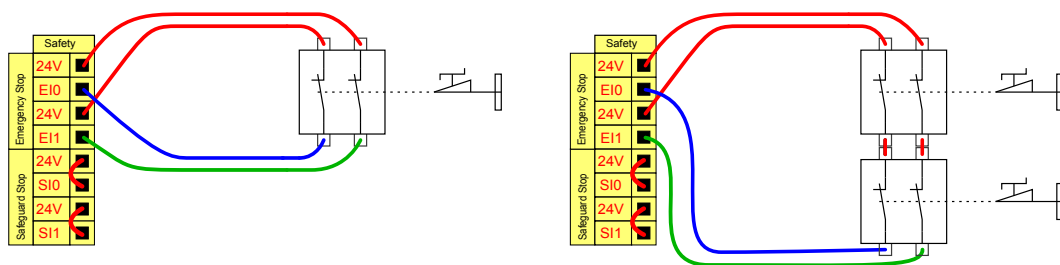 Safety
Emergency Stop
24V
EI0
24V
EI1
Safeguard Stop
24V
SI0
24V
SI1
Safety
Emergency Stop
24V
EI0
24V
EI1
Safeguard Stop
24V
SI0
24V
SI1